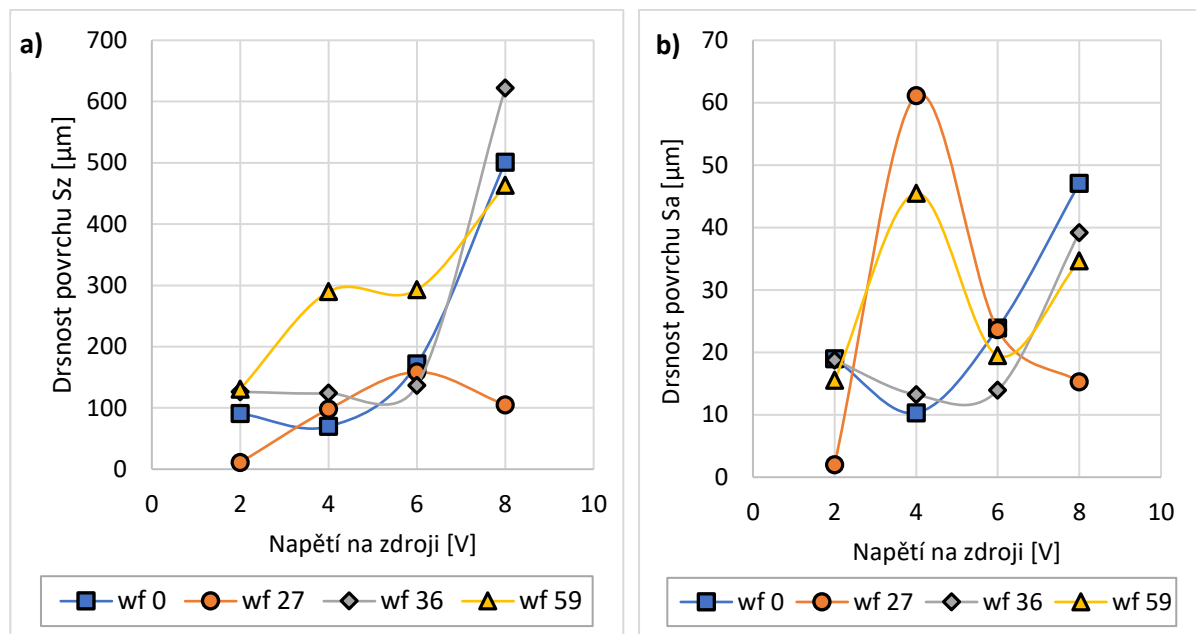 a)
Drsnost povrchu Sz [µm]
700
600
500
400
300
200
100
0
0 2 4 6 8 10
Napětí na zdroji [V]
wf 0 wf 27 wf 36 wf 59
b)
Drsnost povrchu Sa [µm]
70
60
50
40
30
20
10
0
0 2 4 6 8 10
Napětí na zdroji [V]
wf 0 wf 27 wf 36 wf 59